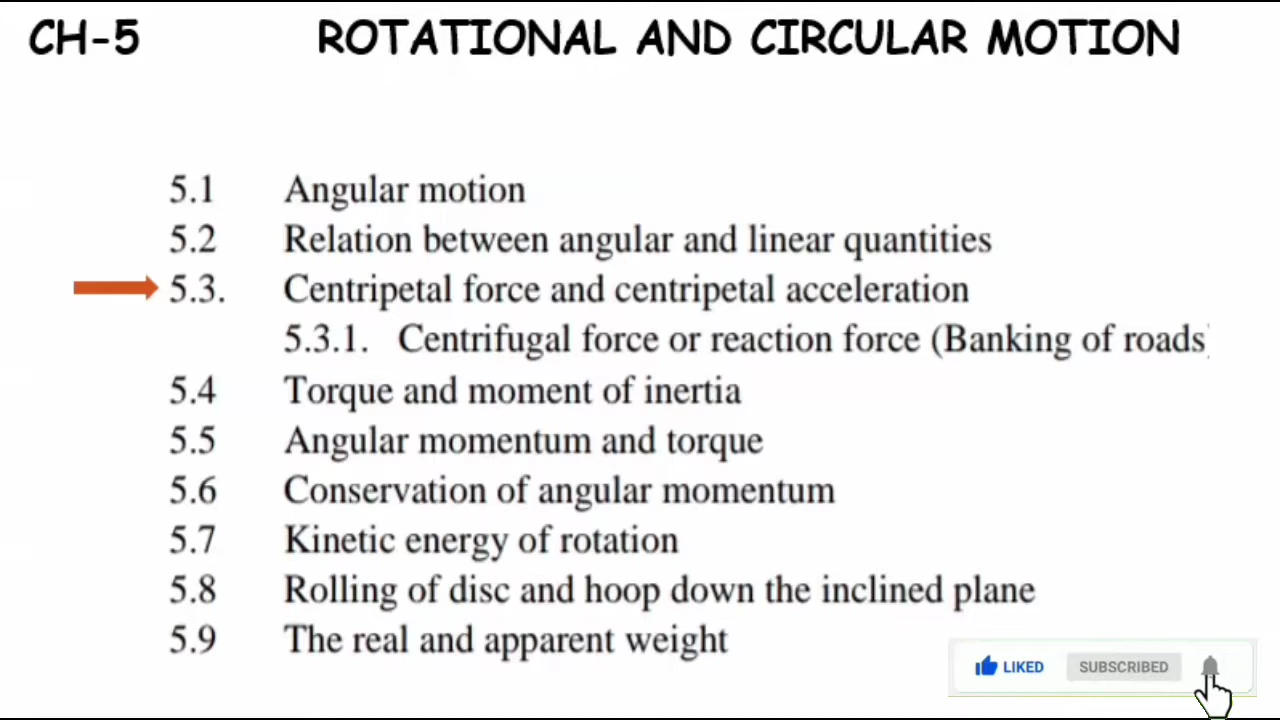 CH-5 ROTATIONAL AND CIRCULAR MOTION
5.1 Angular motion
5.2 Relation between angular and linear quantities
5.3. Centripetal force and centripetal acceleration
5.3.1. Centrifugal force or reaction force (Banking of roads)
5.4 Torque and moment of inertia
5.5 Angular momentum and torque
5.6 Conservation of angular momentum
5.7 Kinetic energy of rotation
5.8 Rolling of disc and hoop down the inclined plane
5.9 The real and apparent weight
LIKED SUBSCRIBED